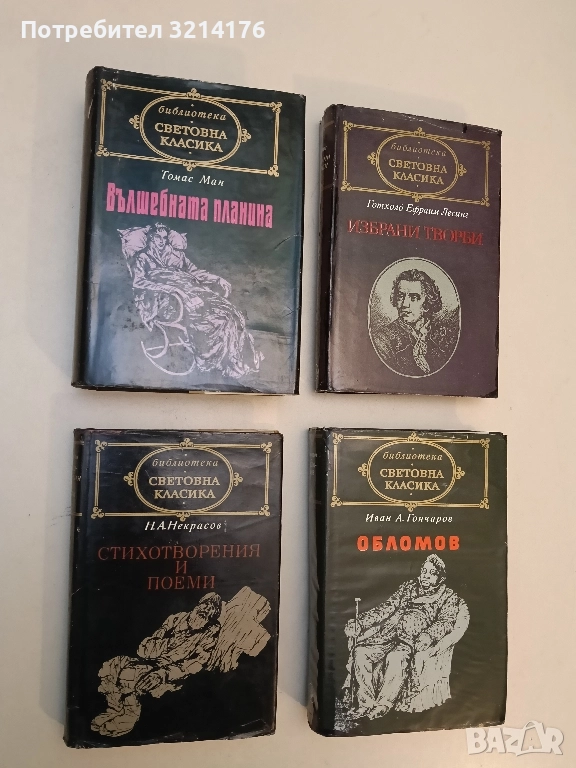 Потребител 3214176
библиотека
СВЕТОВНА
КЛАСИКА
Томас Ман
Вълшебната планина
библиотека
СВЕТОВНА
КЛАСИКА
Готхолд Ефраим Лесинг
ИЗБРАНИ ТВОРБИ
библиотека
СВЕТОВНА
КЛАСИКА
Н.А.Некрасов
СТИХОТВОРЕНИЯ
И
ПОЕМИ
библиотека
СВЕТОВНА
КЛАСИКА
Иван А. Гончаров
ОБЛОМОВ
BAZAR